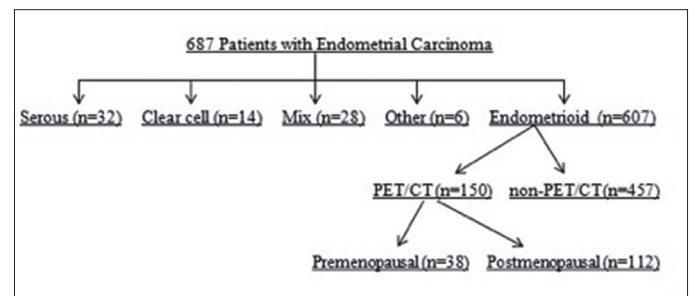 687 Patients with Endometrial Carcinoma
Serous (n=32) Clear cell (n=14) Mix (n=28) Other (n=6) Endometrioid (n=607)
PET/CT(n=150) non-PET/CT(n=457)
Premenopausal (n=38) Postmenopausal (n=112)